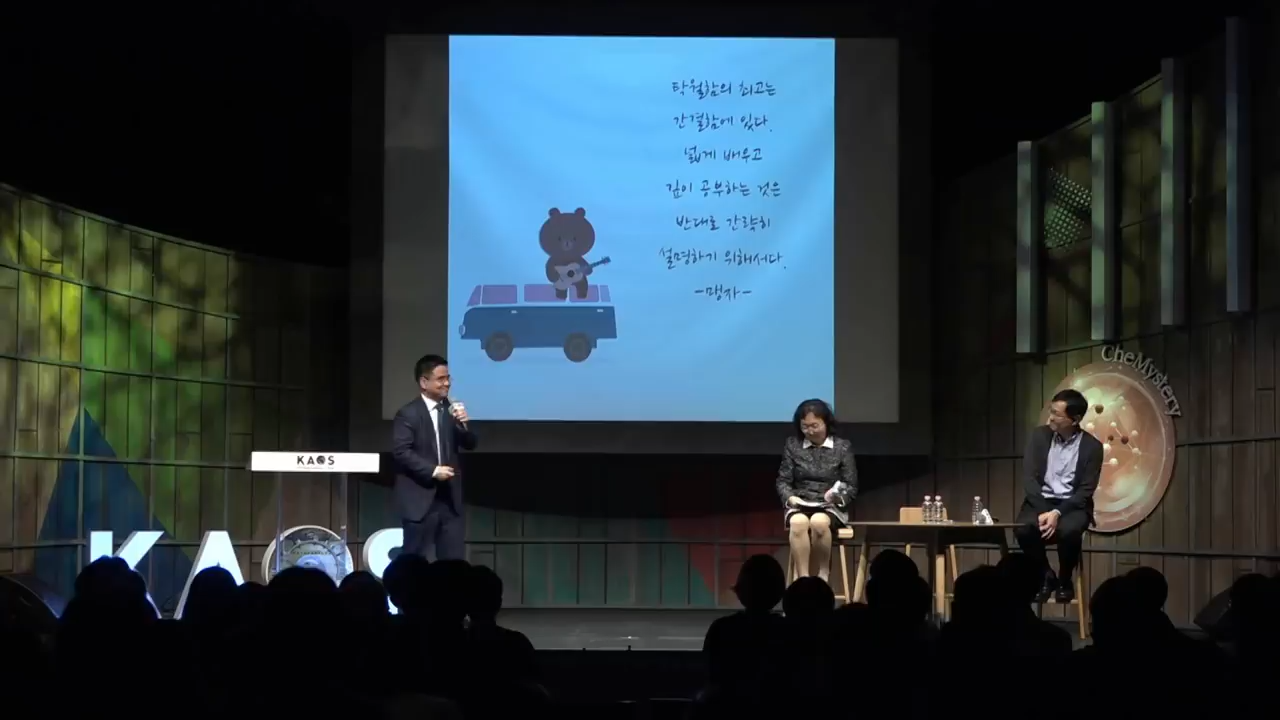 탁월함의 최고는
간결함에 있다.
넓게 배우고
깊이 공부하는 것은
반대로 간략히
설명하기 위해서다.
-맹자-
CheMystery
KAOS
KAOS